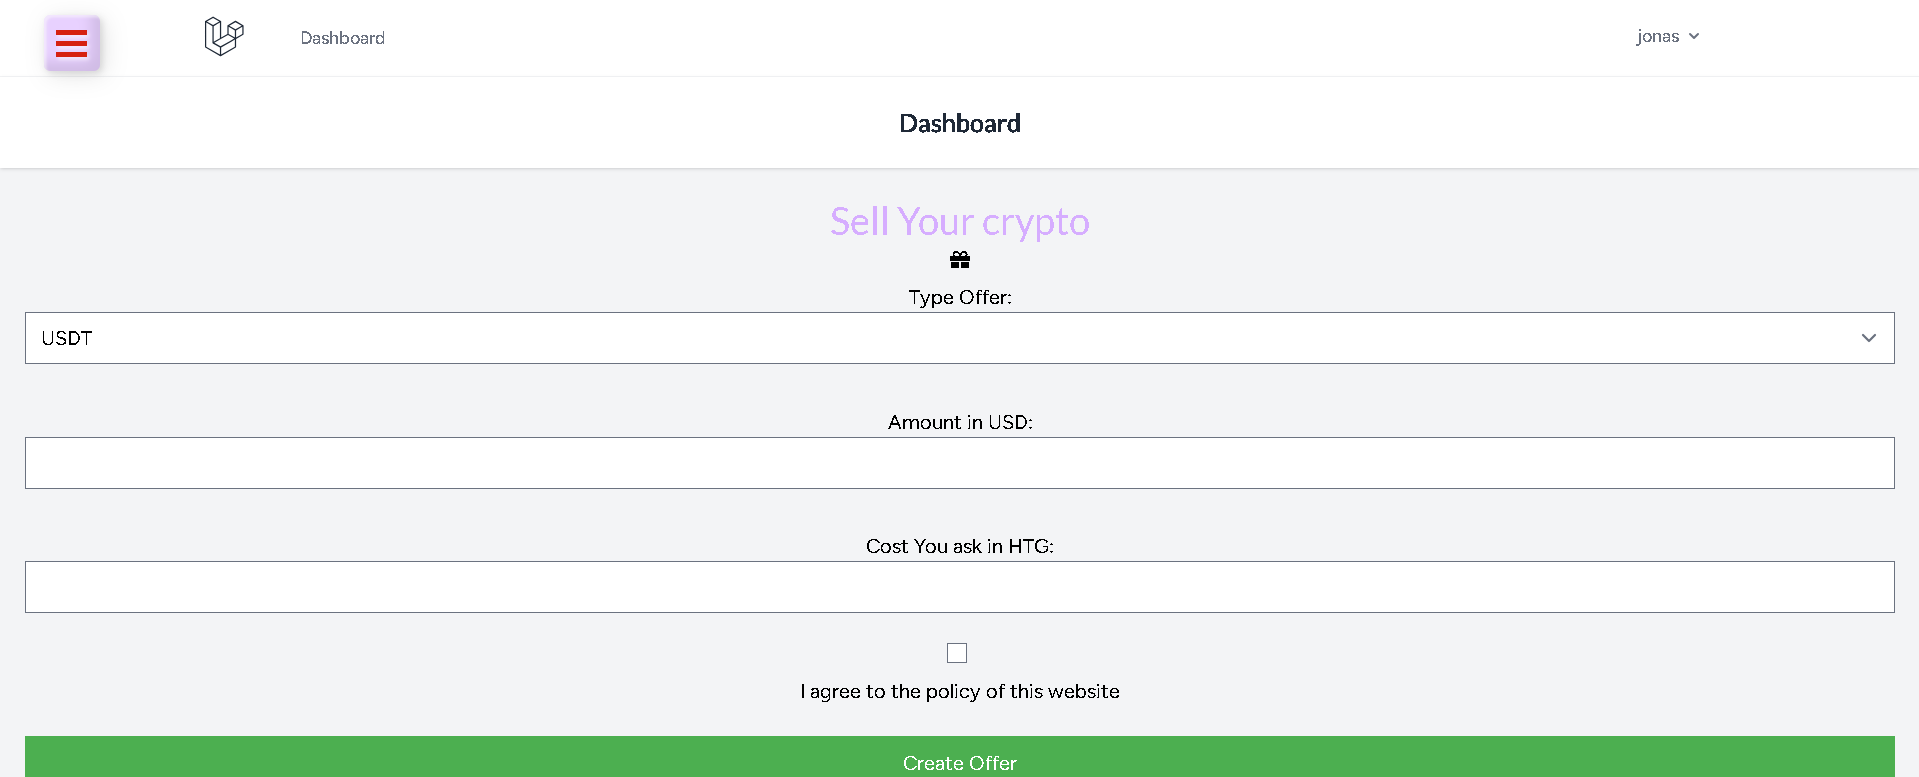 Dashboard
jonas
Dashboard
Sell Your crypto
Type Offer:
USDT
Amount in USD:
Cost You ask in HTG:
I agree to the policy of this website
Create Offer